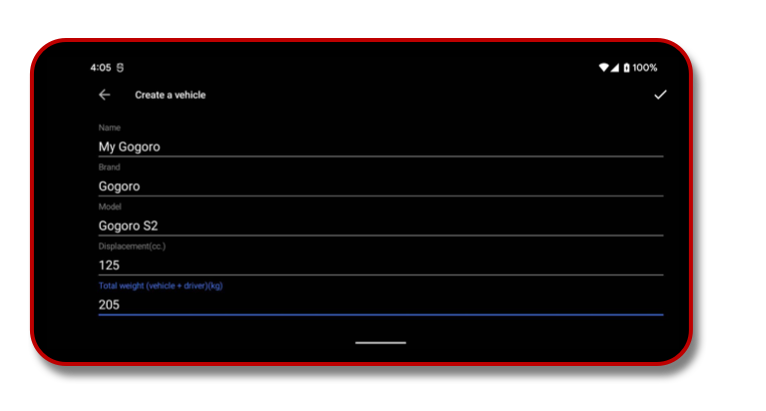 4:05 100%
Create a vehicle
Name
My Gogoro
Brand
Gogoro
Model
Gogoro S2
Displacement(cc.)
125
Total weight (vehicle + driver)(kg)
205